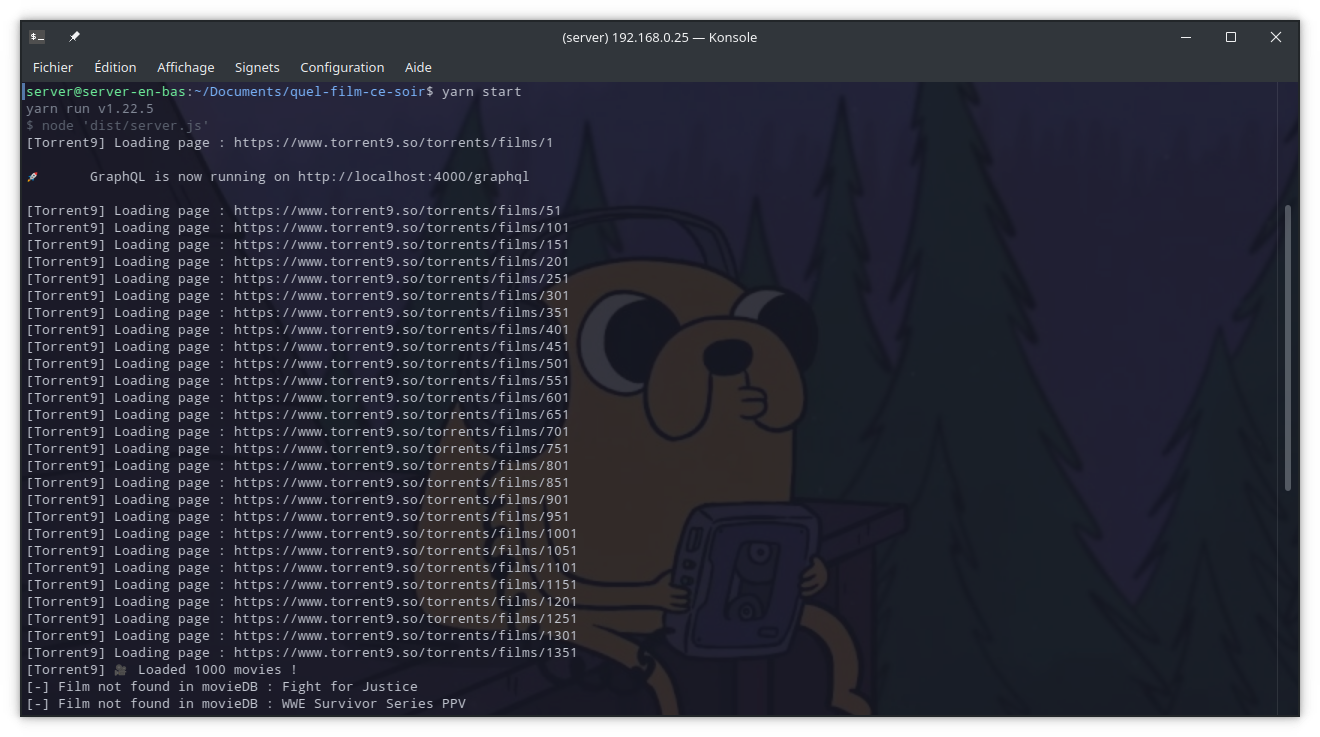 (server) 192.168.0.25 — Konsole
Fichier Édition Affichage Signets Configuration Aide
server@server-en-bas:~/Documents/quel-film-ce-soir$ yarn start
yarn run v1.22.5
$ node 'dist/server.js'
[Torrent9] Loading page : https://www.torrent9.so/torrents/films/1
🚀 GraphQL is now running on http://localhost:4000/graphql
[Torrent9] Loading page : https://www.torrent9.so/torrents/films/51
[Torrent9] Loading page : https://www.torrent9.so/torrents/films/101
[Torrent9] Loading page : https://www.torrent9.so/torrents/films/151
[Torrent9] Loading page : https://www.torrent9.so/torrents/films/201
[Torrent9] Loading page : https://www.torrent9.so/torrents/films/251
[Torrent9] Loading page : https://www.torrent9.so/torrents/films/301
[Torrent9] Loading page : https://www.torrent9.so/torrents/films/351
[Torrent9] Loading page : https://www.torrent9.so/torrents/films/401
[Torrent9] Loading page : https://www.torrent9.so/torrents/films/451
[Torrent9] Loading page : https://www.torrent9.so/torrents/films/501
[Torrent9] Loading page : https://www.torrent9.so/torrents/films/551
[Torrent9] Loading page : https://www.torrent9.so/torrents/films/601
[Torrent9] Loading page : https://www.torrent9.so/torrents/films/651
[Torrent9] Loading page : https://www.torrent9.so/torrents/films/701
[Torrent9] Loading page : https://www.torrent9.so/torrents/films/751
[Torrent9] Loading page : https://www.torrent9.so/torrents/films/801
[Torrent9] Loading page : https://www.torrent9.so/torrents/films/851
[Torrent9] Loading page : https://www.torrent9.so/torrents/films/901
[Torrent9] Loading page : https://www.torrent9.so/torrents/films/951
[Torrent9] Loading page : https://www.torrent9.so/torrents/films/1001
[Torrent9] Loading page : https://www.torrent9.so/torrents/films/1051
[Torrent9] Loading page : https://www.torrent9.so/torrents/films/1101
[Torrent9] Loading page : https://www.torrent9.so/torrents/films/1151
[Torrent9] Loading page : https://www.torrent9.so/torrents/films/1201
[Torrent9] Loading page : https://www.torrent9.so/torrents/films/1251
[Torrent9] Loading page : https://www.torrent9.so/torrents/films/1301
[Torrent9] Loading page : https://www.torrent9.so/torrents/films/1351
[Torrent9] 🎥 Loaded 1000 movies !
[-] Film not found in movieDB : Fight for Justice
[-] Film not found in movieDB : WWE Survivor Series PPV